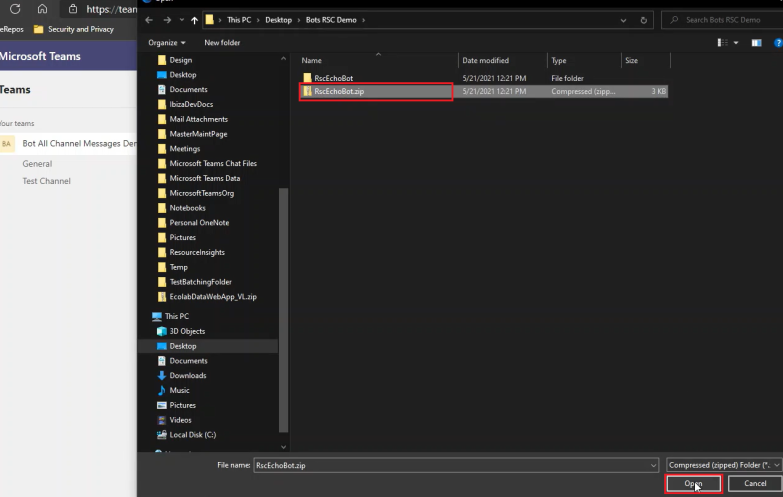 Open
https://tean
This PC > Desktop > Bots RSC Demo >
Search Bots RSC Demo
eRepos
Security and Privacy
Organize
New folder
Microsoft Teams
Teams
Your teams
BA
Bot All Channel Messages Der
General
Test Channel
Design
Desktop
Documents
IbizaDevDocs
Mail Attachments
MasterMaintPage
Meetings
Microsoft Teams Chat Files
Microsoft Teams Data
MicrosoftTeamsOrg
Notebooks
Personal OneNote
Pictures
ResourceInsights
Temp
TestBatchingFolder
EcolabDataWebApp_VL.zip
This PC
3D Objects
Desktop
Documents
Downloads
Music
Pictures
Videos
Local Disk (C:)
Name
Date modified
Type
Size
RscEchoBot
5/21/2021 12:21 PM
File folder
RscEchoBot.zip
5/21/2021 12:21 PM
Compressed (zipp...
3 KB
File name:
RscEchoBot.zip
Compressed (zipped) Folder (*.
Open
Cancel